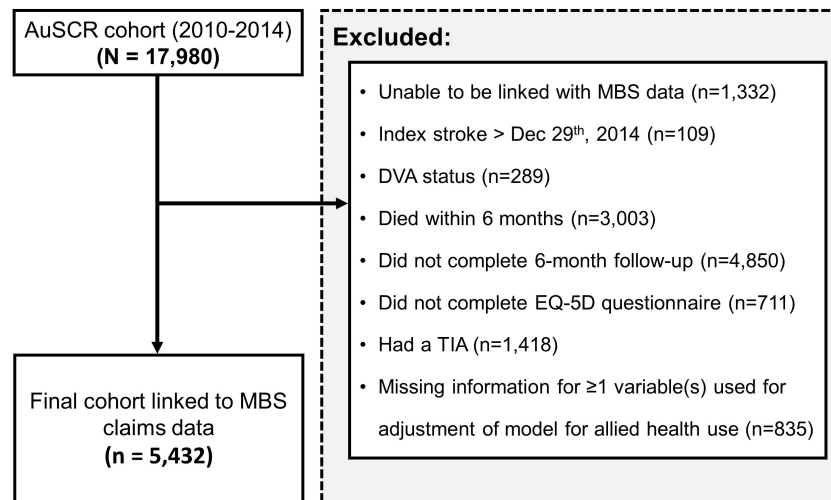 AuSCR cohort (2010-2014)
(N = 17,980)
Excluded:
• Unable to be linked with MBS data (n=1,332)
• Index stroke > Dec 29th, 2014 (n=109)
• DVA status (n=289)
• Died within 6 months (n=3,003)
• Did not complete 6-month follow-up (n=4,850)
• Did not complete EQ-5D questionnaire (n=711)
• Had a TIA (n=1,418)
• Missing information for ≥1 variable(s) used for
adjustment of model for allied health use (n=835)
Final cohort linked to MBS
claims data
(n = 5,432)